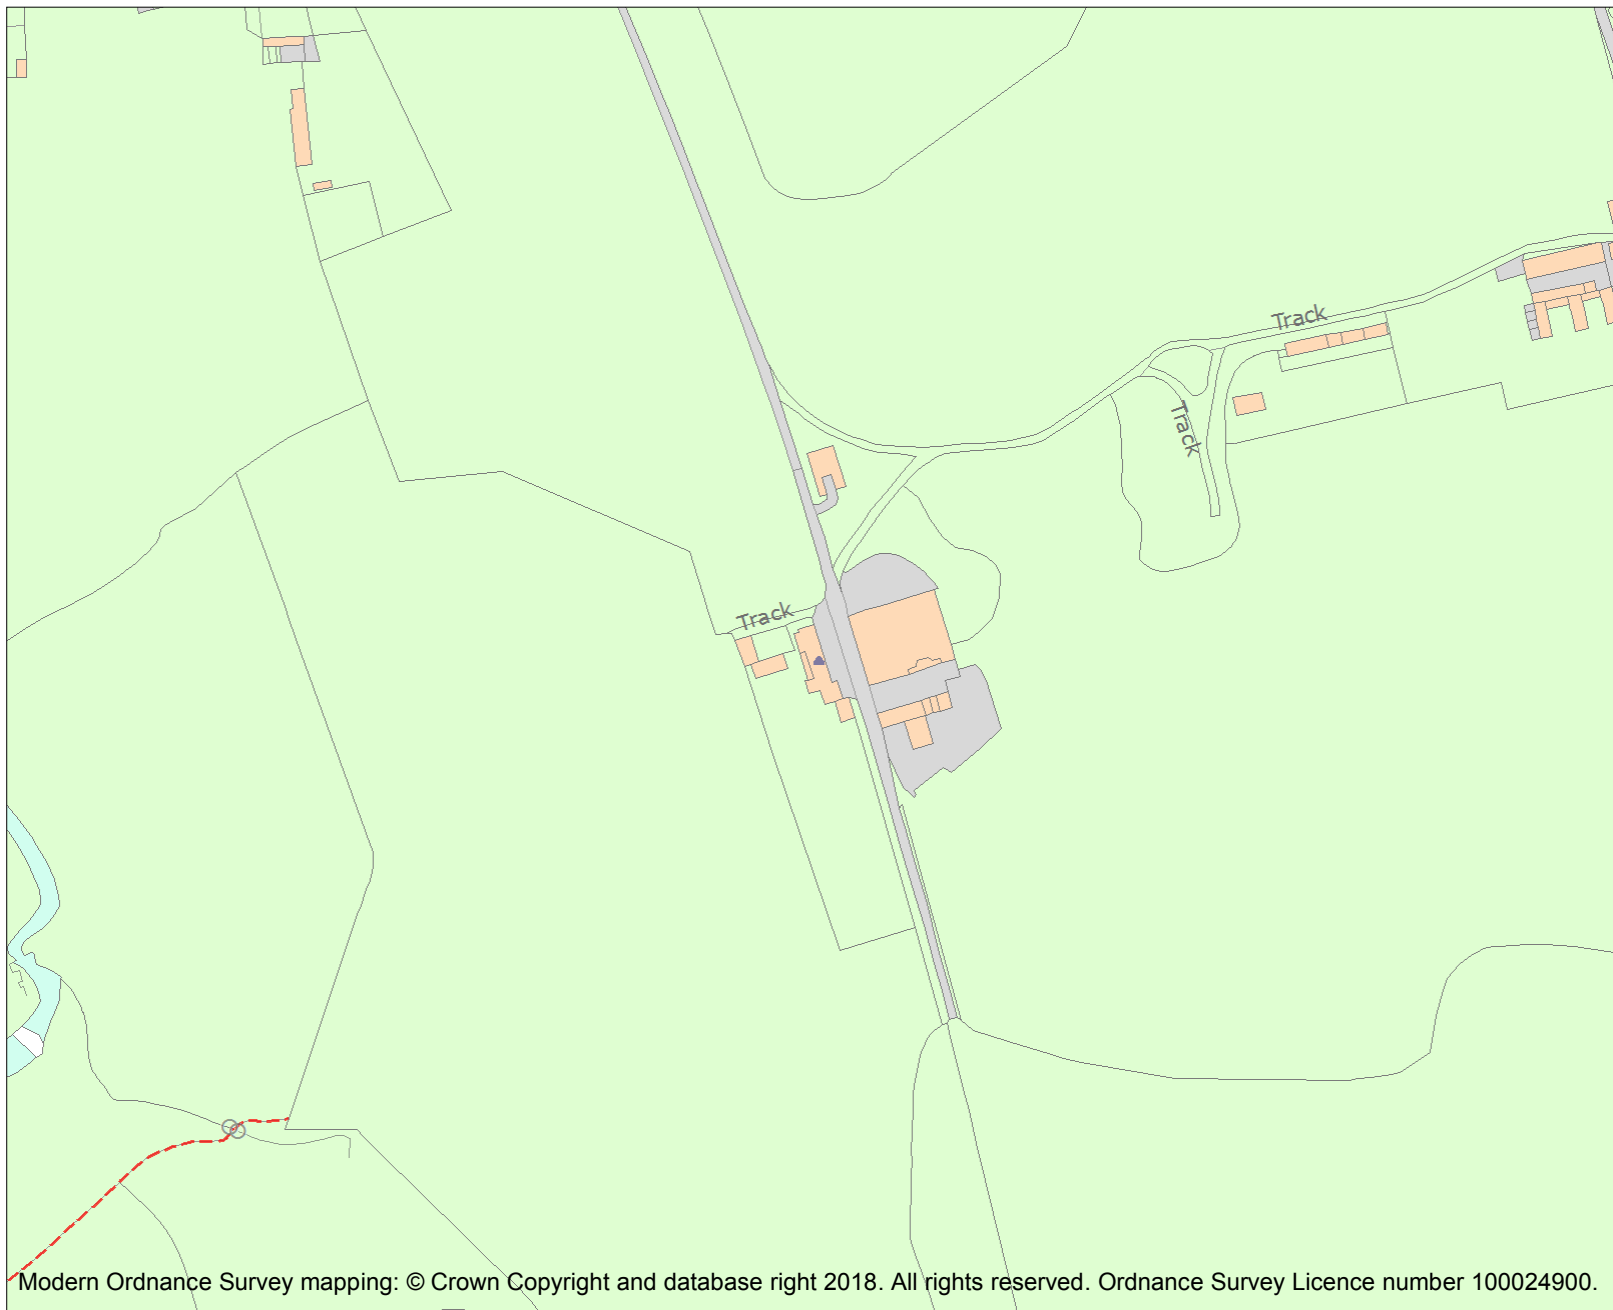 Track
Track
Track
Modern Ordnance Survey mapping: © Crown Copyright and database right 2018. All rights reserved. Ordnance Survey Licence number 100024900.